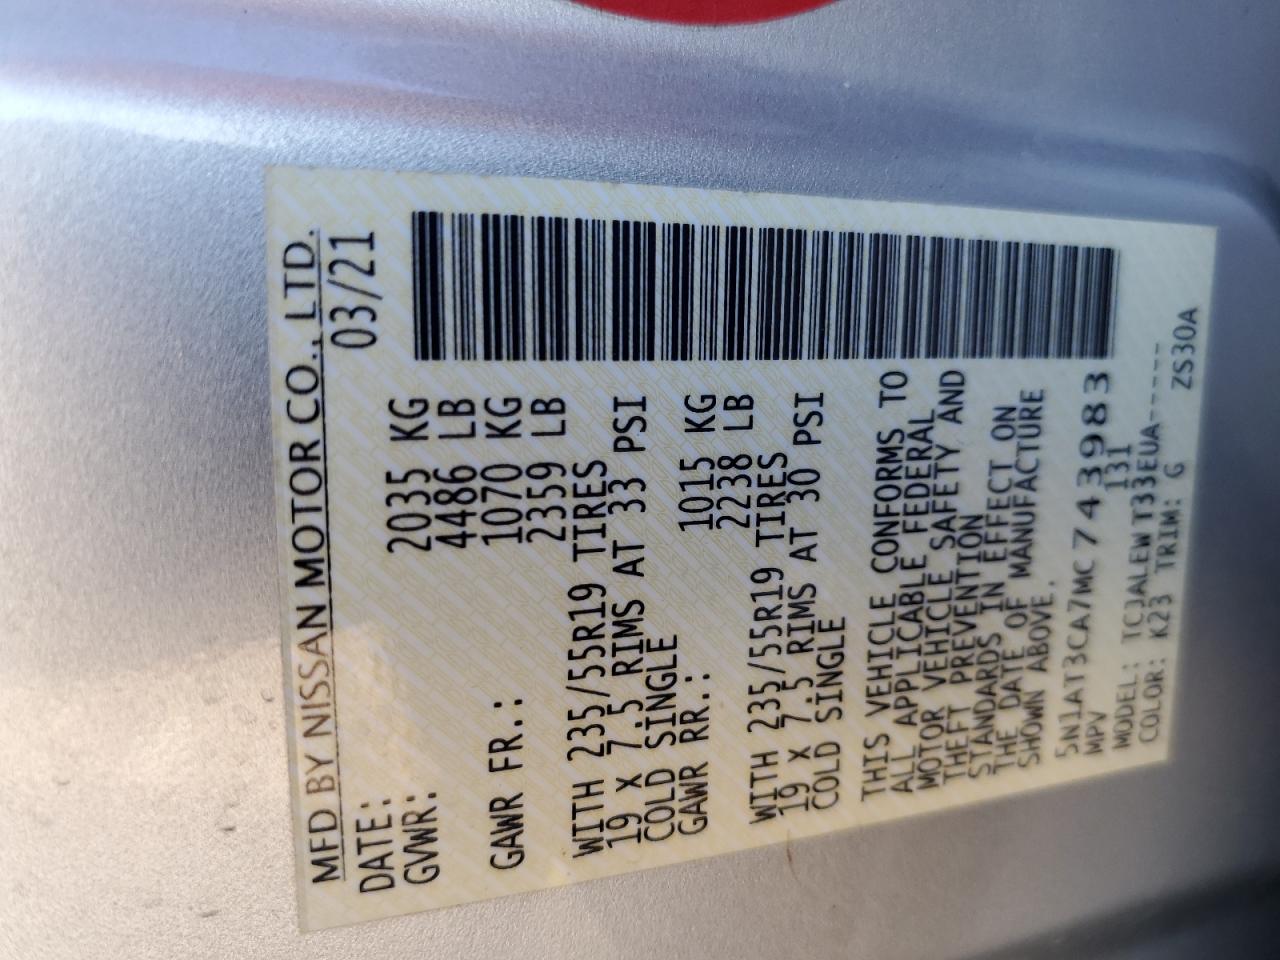 MFD BY NISSAN MOTOR CO., LTD.
DATE: 03/21
GVWR: 2035 KG
4486 LB
GAWR FR.: 1070 KG
2359 LB
WITH 235/55R19 TIRES
19 X 7.5 RIMS AT 33 PSI
COLD SINGLE
GAWR RR.: 1015 KG
2238 LB
WITH 235/55R19 TIRES
19 X 7.5 RIMS AT 30 PSI
COLD SINGLE
THIS VEHICLE CONFORMS TO
ALL APPLICABLE FEDERAL
MOTOR VEHICLE SAFETY AND
THEFT PREVENTION
STANDARDS IN EFFECT ON
THE DATE OF MANUFACTURE
SHOWN ABOVE.
5N1AT3CA7MC743983
MPV 131
MODEL: TCJALEWT33EUA-----
COLOR: K23 TRIM: G ZS30A